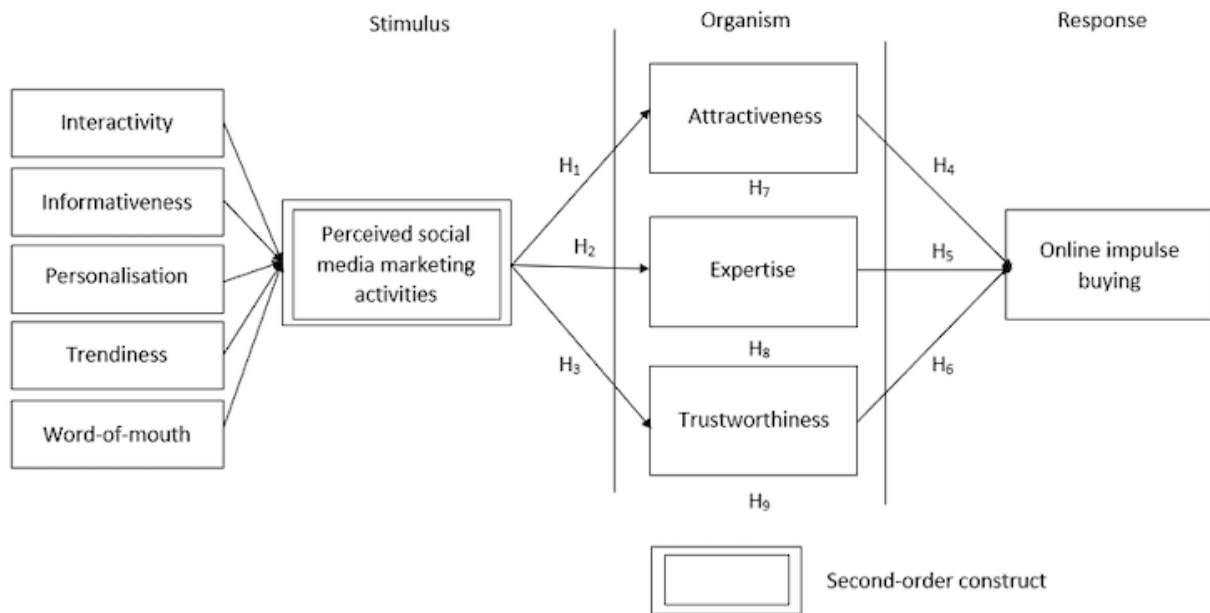 Stimulus
Organism
Response
Interactivity
Informativeness
Personalisation
Trendiness
Word-of-mouth
Perceived social
media marketing
activities
H₁
H₂
H₃
Attractiveness
H₇
Expertise
H₈
Trustworthiness
H₉
H₄
H₅
H₆
Online impulse
buying
Second-order construct